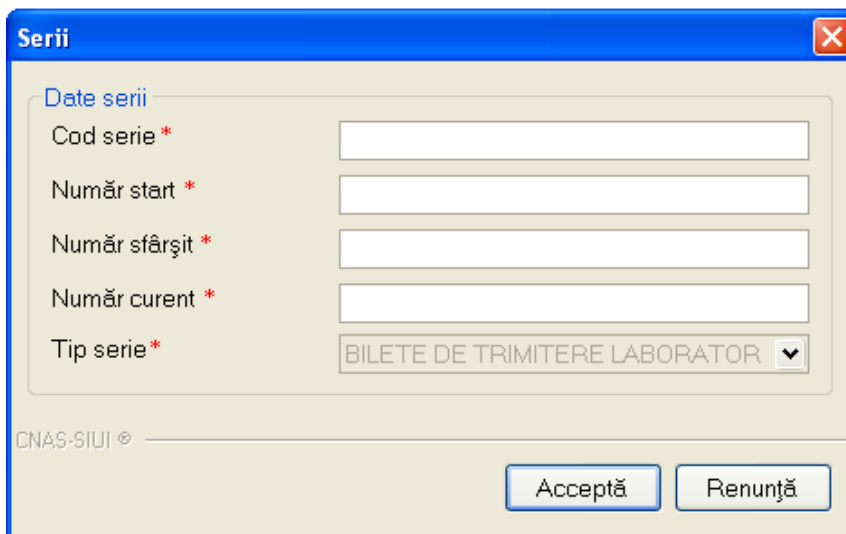 Serii
Date serii
Cod serie *
Număr start *
Număr sfârşit *
Număr curent *
Tip serie *
BILETE DE TRIMITERE LABORATOR
CNAS-SIUI ®
Acceptă
Renunţă